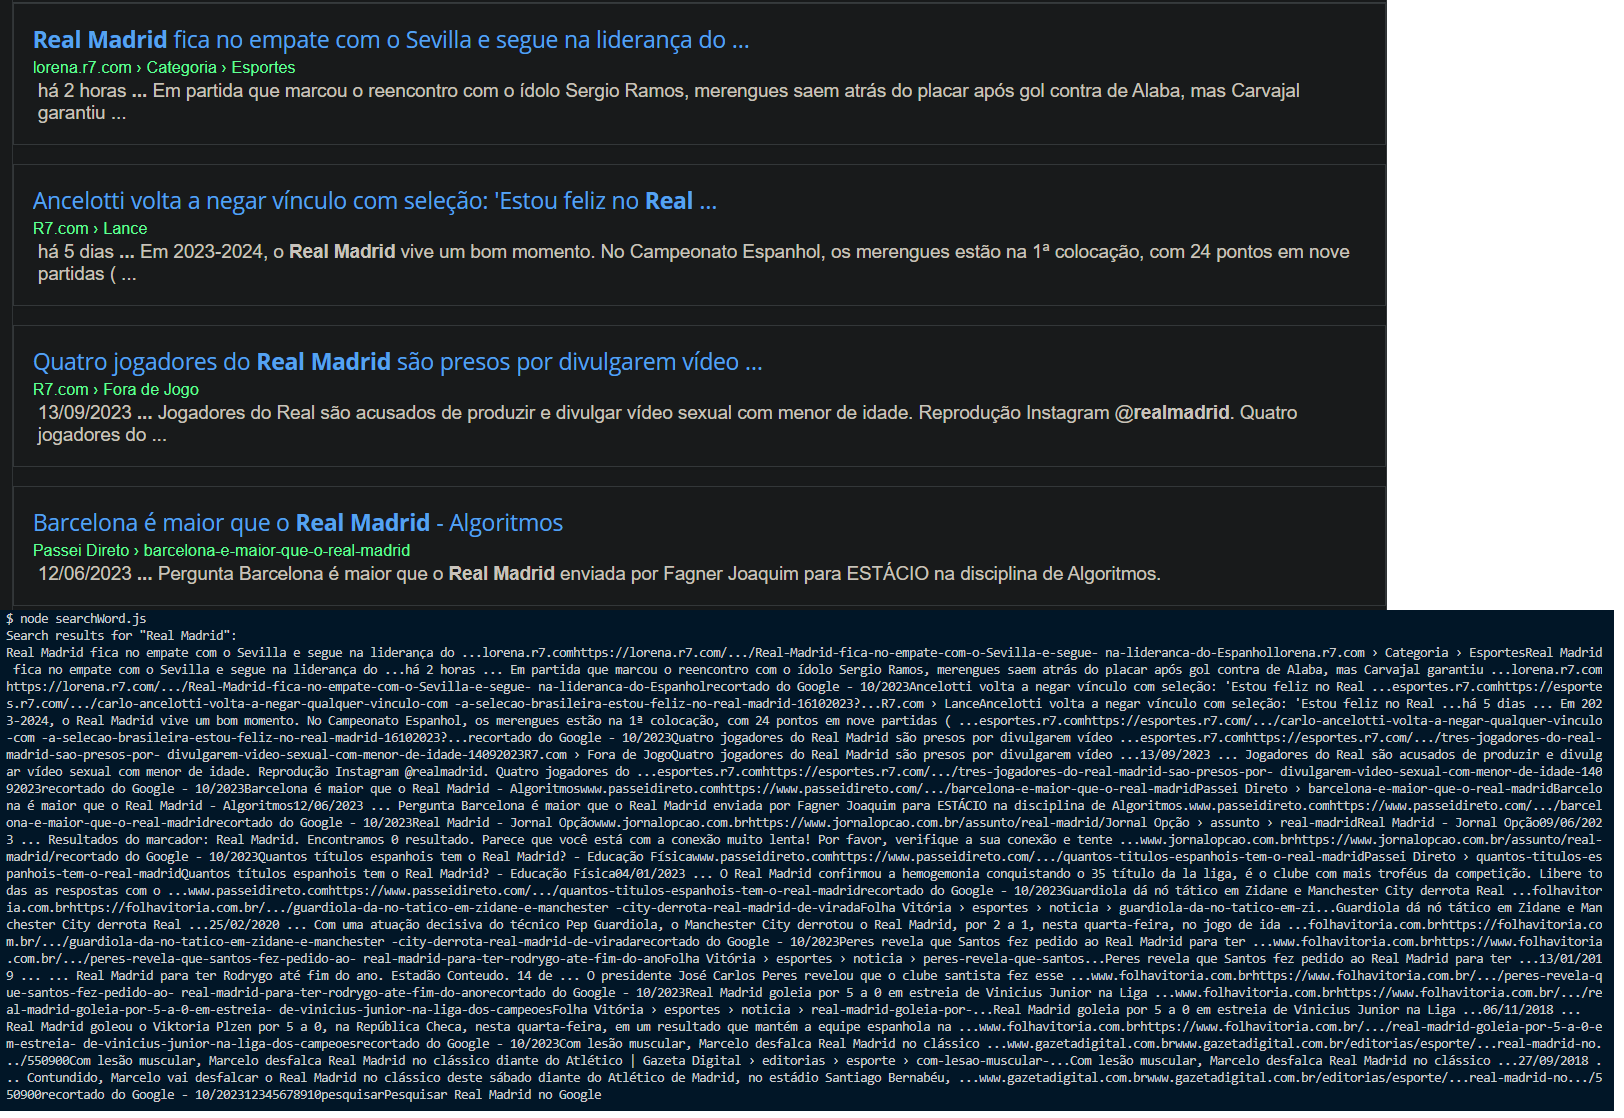 Real Madrid fica no empate com o Sevilla e segue na liderança do ...
lorena.r7.com › Categoria › Esportes
há 2 horas ... Em partida que marcou o reencontro com o ídolo Sergio Ramos, merengues saem atrás do placar após gol contra de Alaba, mas Carvajal
garantiu ...
Ancelotti volta a negar vínculo com seleção: 'Estou feliz no Real ...
R7.com › Lance
há 5 dias ... Em 2023-2024, o Real Madrid vive um bom momento. No Campeonato Espanhol, os merengues estão na 1ª colocação, com 24 pontos em nove
partidas ( ...
Quatro jogadores do Real Madrid são presos por divulgarem vídeo ...
R7.com › Fora de Jogo
13/09/2023 ... Jogadores do Real são acusados de produzir e divulgar vídeo sexual com menor de idade. Reprodução Instagram @realmadrid. Quatro
jogadores do ...
Barcelona é maior que o Real Madrid - Algoritmos
Passei Direto › barcelona-e-maior-que-o-real-madrid
12/06/2023 ... Pergunta Barcelona é maior que o Real Madrid enviada por Fagner Joaquim para ESTÁCIO na disciplina de Algoritmos.
$ node searchWord.js
Search results for "Real Madrid":
Real Madrid fica no empate com o Sevilla e segue na liderança do ...lorena.r7.comhttps://lorena.r7.com/.../Real-Madrid-fica-no-empate-com-o-Sevilla-e-segue- na-lideranca-do-Espanhollorena.r7.com › Categoria › EsportesReal Madrid
fica no empate com o Sevilla e segue na liderança do ...há 2 horas ... Em partida que marcou o reencontro com o ídolo Sergio Ramos, merengues saem atrás do placar após gol contra de Alaba, mas Carvajal garantiu ...lorena.r7.com
https://lorena.r7.com/.../Real-Madrid-fica-no-empate-com-o-Sevilla-e-segue- na-lideranca-do-Espanholrecortado do Google - 10/2023Ancelotti volta a negar vínculo com seleção: 'Estou feliz no Real ...esportes.r7.comhttps://esporte
s.r7.com/.../carlo-ancelotti-volta-a-negar-qualquer-vinculo-com -a-selecao-brasileira-estou-feliz-no-real-madrid-16102023?...R7.com › LanceAncelotti volta a negar vínculo com seleção: 'Estou feliz no Real ...há 5 dias ... Em 202
3-2024, o Real Madrid vive um bom momento. No Campeonato Espanhol, os merengues estão na 1ª colocação, com 24 pontos em nove partidas ( ...esportes.r7.comhttps://esportes.r7.com/.../carlo-ancelotti-volta-a-negar-qualquer-vinculo
-com -a-selecao-brasileira-estou-feliz-no-real-madrid-16102023?...recortado do Google - 10/2023Quatro jogadores do Real Madrid são presos por divulgarem vídeo ...esportes.r7.comhttps://esportes.r7.com/.../tres-jogadores-do-real-
madrid-sao-presos-por- divulgarem-video-sexual-com-menor-de-idade-14092023R7.com › Fora de JogoQuatro jogadores do Real Madrid são presos por divulgarem vídeo ...13/09/2023 ... Jogadores do Real são acusados de produzir e divulg
ar vídeo sexual com menor de idade. Reprodução Instagram @realmadrid. Quatro jogadores do ...esportes.r7.comhttps://esportes.r7.com/.../tres-jogadores-do-real-madrid-sao-presos-por- divulgarem-video-sexual-com-menor-de-idade-140
92023recortado do Google - 10/2023Barcelona é maior que o Real Madrid - Algoritmoswww.passeidireto.comhttps://www.passeidireto.com/.../barcelona-e-maior-que-o-real-madridPassei Direto › barcelona-e-maior-que-o-real-madridBarcelo
na é maior que o Real Madrid - Algoritmos12/06/2023 ... Pergunta Barcelona é maior que o Real Madrid enviada por Fagner Joaquim para ESTÁCIO na disciplina de Algoritmos.www.passeidireto.comhttps://www.passeidireto.com/.../barcel
ona-e-maior-que-o-real-madridrecortado do Google - 10/2023Real Madrid - Jornal Opçãowww.jornalopcao.com.brhttps://www.jornalopcao.com.br/assunto/real-madrid/Jornal Opção › assunto › real-madridReal Madrid - Jornal Opção09/06/202
3 ... Resultados do marcador: Real Madrid. Encontramos 0 resultado. Parece que você está com a conexão muito lenta! Por favor, verifique a sua conexão e tente ...www.jornalopcao.com.brhttps://www.jornalopcao.com.br/assunto/real-
madrid/recortado do Google - 10/2023Quantos títulos espanhois tem o Real Madrid? - Educação Físicawww.passeidireto.comhttps://www.passeidireto.com/.../quantos-titulos-espanhois-tem-o-real-madridPassei Direto › quantos-titulos-es
panhois-tem-o-real-madridQuantos títulos espanhois tem o Real Madrid? - Educação Física04/01/2023 ... O Real Madrid confirmou a hemogemonia conquistando o 35 título da la liga, é o clube com mais troféus da competição. Libere to
das as respostas com o ...www.passeidireto.comhttps://www.passeidireto.com/.../quantos-titulos-espanhois-tem-o-real-madridrecortado do Google - 10/2023Guardiola dá nó tático em Zidane e Manchester City derrota Real ...folhavitor
ia.com.brhttps://folhavitoria.com.br/.../guardiola-da-no-tatico-em-zidane-e-manchester -city-derrota-real-madrid-de-viradaFolha Vitória › esportes › noticia › guardiola-da-no-tatico-em-zi...Guardiola dá nó tático em Zidane e Man
chester City derrota Real ...25/02/2020 ... Com uma atuação decisiva do técnico Pep Guardiola, o Manchester City derrotou o Real Madrid, por 2 a 1, nesta quarta-feira, no jogo de ida ...folhavitoria.com.brhttps://folhavitoria.co
m.br/.../guardiola-da-no-tatico-em-zidane-e-manchester -city-derrota-real-madrid-de-viradarecortado do Google - 10/2023Peres revela que Santos fez pedido ao Real Madrid para ter ...www.folhavitoria.com.brhttps://www.folhavitoria
.com.br/.../peres-revela-que-santos-fez-pedido-ao- real-madrid-para-ter-rodrygo-ate-fim-do-anoFolha Vitória › esportes › noticia › peres-revela-que-santos...Peres revela que Santos fez pedido ao Real Madrid para ter ...13/01/201
9 ... ... Real Madrid para ter Rodrygo até fim do ano. Estadão Conteudo. 14 de ... O presidente José Carlos Peres revelou que o clube santista fez esse ...www.folhavitoria.com.brhttps://www.folhavitoria.com.br/.../peres-revela-q
ue-santos-fez-pedido-ao- real-madrid-para-ter-rodrygo-ate-fim-do-anorecortado do Google - 10/2023Real Madrid goleia por 5 a 0 em estreia de Vinicius Junior na Liga ...www.folhavitoria.com.brhttps://www.folhavitoria.com.br/.../re
al-madrid-goleia-por-5-a-0-em-estreia- de-vinicius-junior-na-liga-dos-campeoesFolha Vitória › esportes › noticia › real-madrid-goleia-por-...Real Madrid goleia por 5 a 0 em estreia de Vinicius Junior na Liga ...06/11/2018 ...
Real Madrid goleou o Viktoria Plzen por 5 a 0, na República Checa, nesta quarta-feira, em um resultado que mantém a equipe espanhola na ...www.folhavitoria.com.brhttps://www.folhavitoria.com.br/.../real-madrid-goleia-por-5-a-0-e
m-estreia- de-vinicius-junior-na-liga-dos-campeoesrecortado do Google - 10/2023Com lesão muscular, Marcelo desfalca Real Madrid no clássico ...www.gazetadigital.com.brwww.gazetadigital.com.br/editorias/esporte/...real-madrid-no.
../550900Com lesão muscular, Marcelo desfalca Real Madrid no clássico diante do Atlético | Gazeta Digital › editorias › esporte › com-lesao-muscular-...Com lesão muscular, Marcelo desfalca Real Madrid no clássico ...27/09/2018 .
.. Contundido, Marcelo vai desfalcar o Real Madrid no clássico deste sábado diante do Atlético de Madrid, no estádio Santiago Bernabéu, ...www.gazetadigital.com.brwww.gazetadigital.com.br/editorias/esporte/...real-madrid-no.../5
50900recortado do Google - 10/202312345678910pesquisarPesquisar Real Madrid no Google